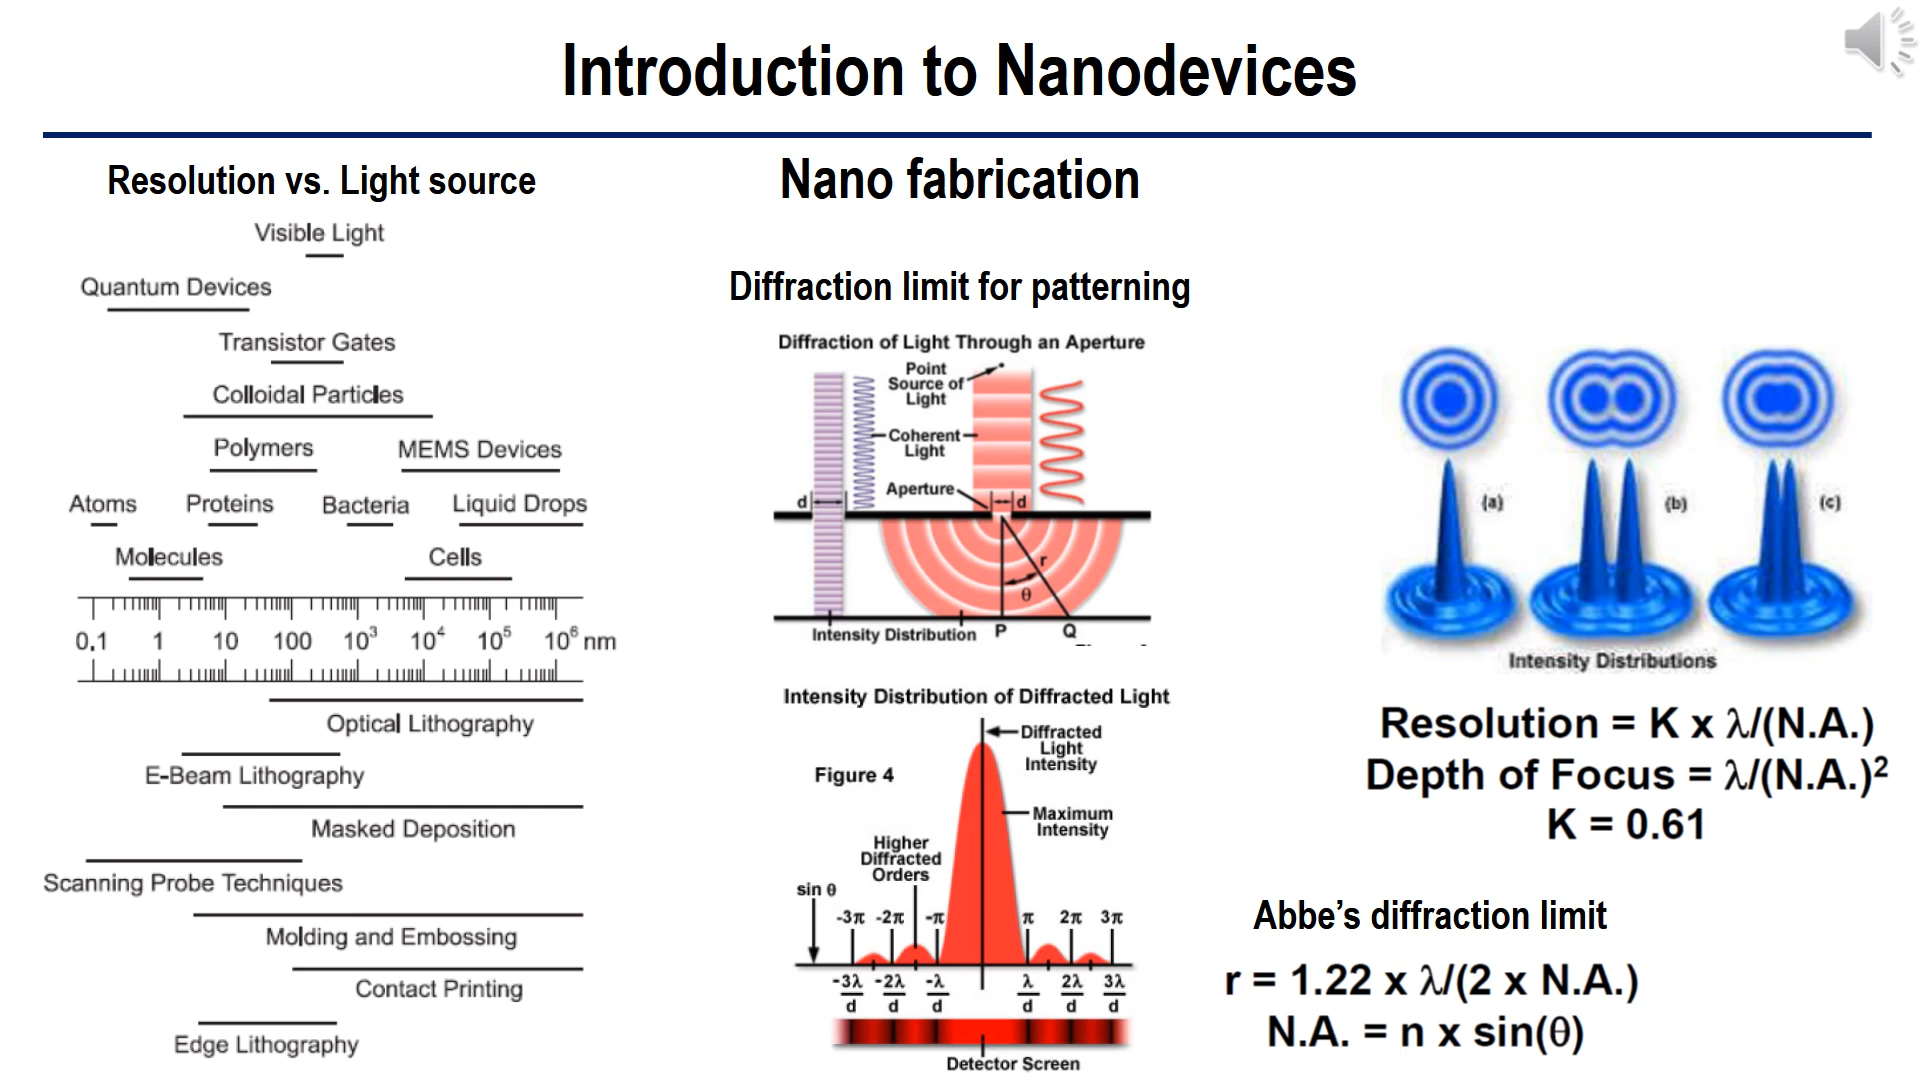 Introduction to Nanodevices
Resolution vs. Light source
Visible Light
Quantum Devices
Transistor Gates
Colloidal Particles
Polymers
MEMS Devices
Atoms
Proteins
Bacteria
Liquid Drops
Molecules
Cells
0.1 1 10 100 10³ 10⁴ 10⁵ 10⁶ nm
Optical Lithography
E-Beam Lithography
Masked Deposition
Scanning Probe Techniques
Molding and Embossing
Contact Printing
Edge Lithography
Nano fabrication
Diffraction limit for patterning
Diffraction of Light Through an Aperture
Point
Source of
Light
Coherent
Light
Aperture
d
d
r
θ
Intensity Distribution
P
Q
Intensity Distribution of Diffracted Light
Diffracted
Light
Intensity
Figure 4
Maximum
Intensity
Higher
Diffracted
Orders
sin θ
-3π -2π -π π 2π 3π
-3λ -2λ -λ λ 2λ 3λ
d d d d d d
Detector Screen
(a)
(b)
(c)
Intensity Distributions
Resolution = K x λ/(N.A.)
Depth of Focus = λ/(N.A.)²
K = 0.61
Abbe's diffraction limit
r = 1.22 x λ/(2 x N.A.)
N.A. = n x sin(θ)